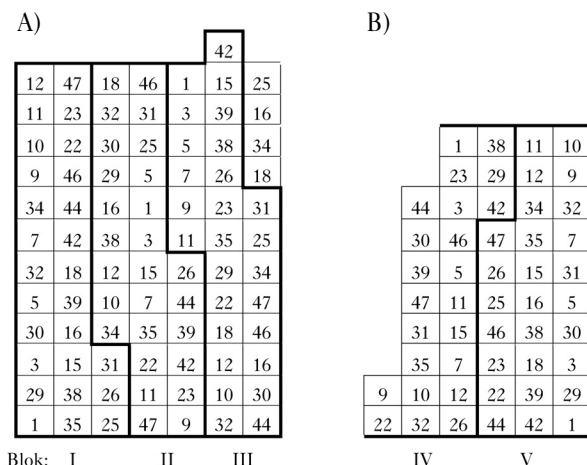 A) B)
42
12 47 18 46 1 15 25
11 23 32 31 3 39 16
10 22 30 25 5 38 34
9 46 29 5 7 26 18
34 44 16 1 9 23 31
7 42 38 3 11 35 25
32 18 12 15 26 29 34
5 39 10 7 44 22 47
30 16 34 35 39 18 46
3 15 31 22 42 12 16
29 38 26 11 23 10 30
1 35 25 47 9 32 44
Blok: I II III
1 38 11 10
23 29 12 9
44 3 42 34 32
30 46 47 35 7
39 5 26 15 31
47 11 25 16 5
31 15 46 38 30
35 7 23 18 3
9 10 12 22 39 29
22 32 26 44 42 1
IV V